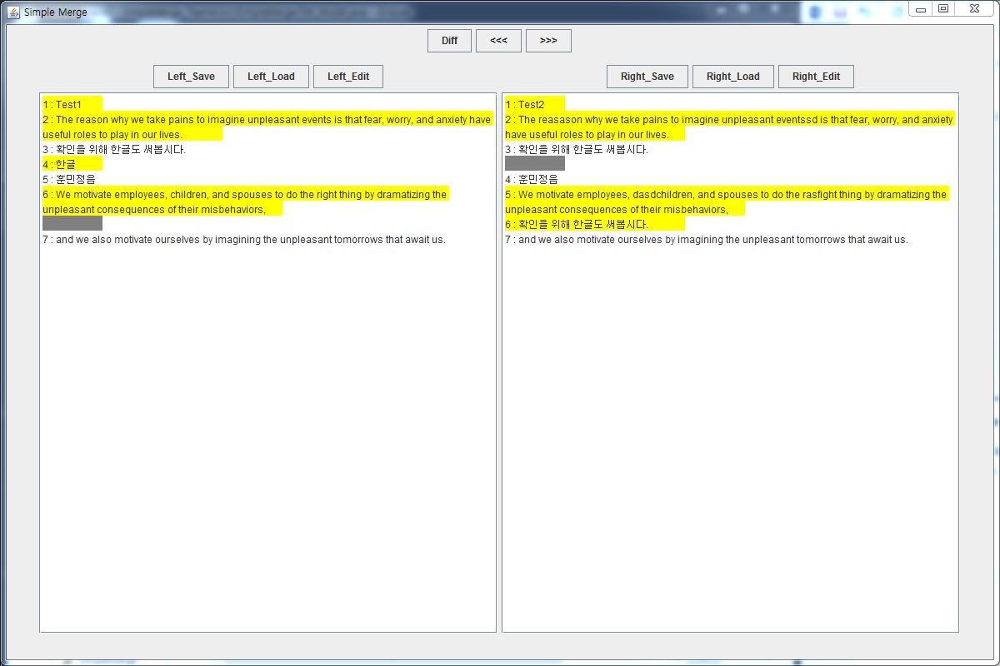 Simple Merge
Diff <<< >>>
Left_Save Left_Load Left_Edit
Right_Save Right_Load Right_Edit
1 : Test1
2 : The reason why we take pains to imagine unpleasant events is that fear, worry, and anxiety have
useful roles to play in our lives.
3 : 확인을 위해 한글도 써봅시다.
4 : 한글
5 : 훈민정음
6 : We motivate employees, children, and spouses to do the right thing by dramatizing the
unpleasant consequences of their misbehaviors,
7 : and we also motivate ourselves by imagining the unpleasant tomorrows that await us.
1 : Test2
2 : The reasason why we take pains to imagine unpleasant eventssd is that fear, worry, and anxiety
have useful roles to play in our lives.
3 : 확인을 위해 한글도 써봅시다.
4 : 훈민정음
5 : We motivate employees, dasdchildren, and spouses to do the rasfight thing by dramatizing the
unpleasant consequences of their misbehaviors,
6 : 확인을 위해 한글도 써봅시다.
7 : and we also motivate ourselves by imagining the unpleasant tomorrows that await us.